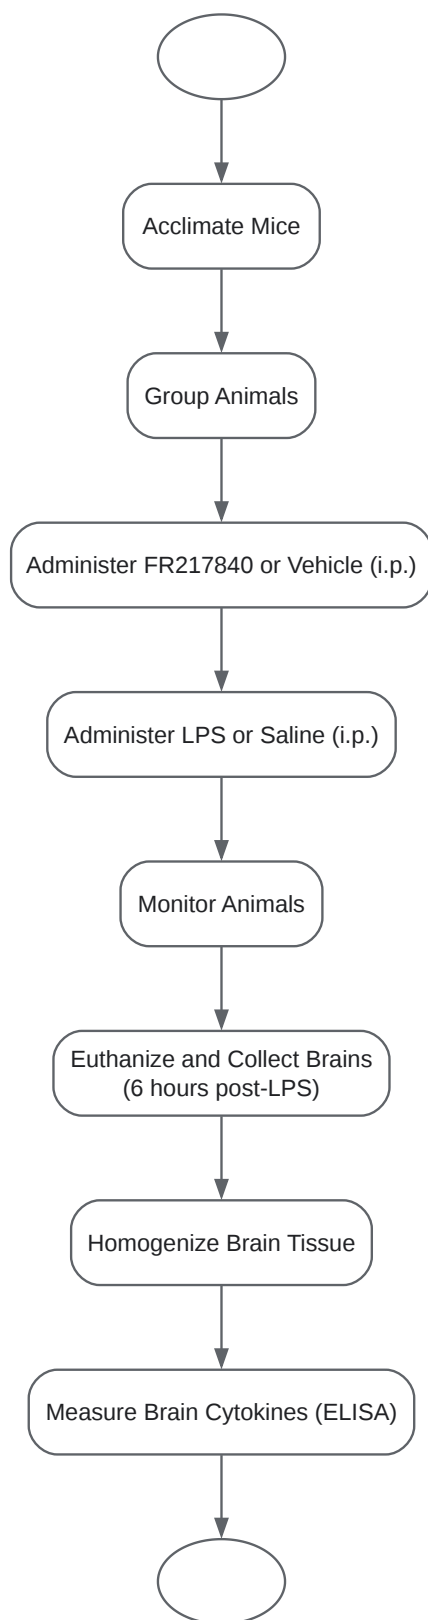 Acclimate Mice
Group Animals
Administer FR217840 or Vehicle (i.p.)
Administer LPS or Saline (i.p.)
Monitor Animals
Euthanize and Collect Brains
(6 hours post-LPS)
Homogenize Brain Tissue
Measure Brain Cytokines (ELISA)